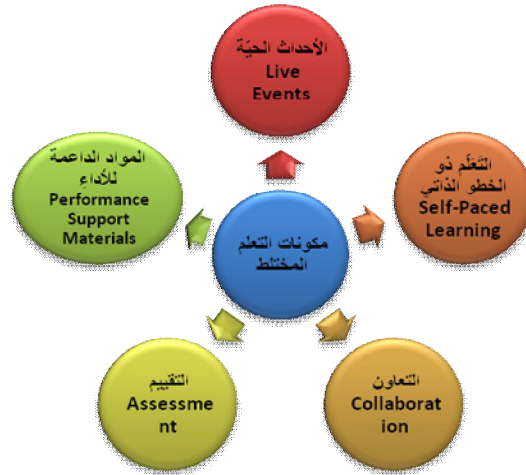 الأحداث الحيّة
Live
Events
المواد الداعمة
للأداءِ
Performance
Support
Materials
التَعَلّم ذو
الخطو الذاتي
Self-Paced
Learning
مكونات التعلم
المختلط
التقييم
Assessme
nt
التعاون
Collaborat
ion